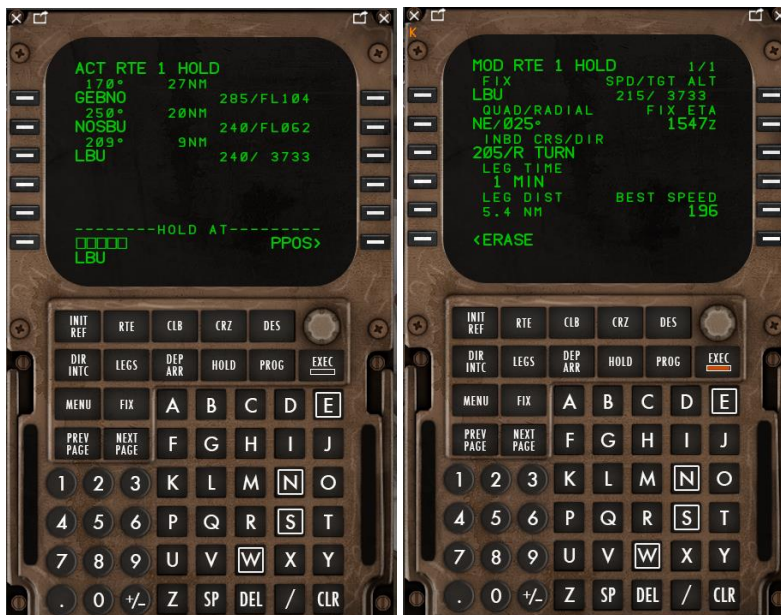 ACT RTE 1 HOLD
170° 27NM
GEBNO 285/FL104
250° 20NM
NOSBU 240/FL062
209° 9NM
LBU 240/ 3733
--------HOLD AT---------
□□□□□ PPOS>
LBU
INIT REF RTE CLB CRZ DES
DIR INTC LEGS DEP ARR HOLD PROG EXEC
MENU FIX A B C D E
PREV PAGE NEXT PAGE F G H I J
1 2 3 K L M N O
4 5 6 P Q R S T
7 8 9 U V W X Y
. 0 +/- Z SP DEL / CLR
K
MOD RTE 1 HOLD 1/1
FIX SPD/TGT ALT
LBU 215/ 3733
QUAD/RADIAL FIX ETA
NE/025° 1547z
INBD CRS/DIR
205/R TURN
LEG TIME
1 MIN
LEG DIST BEST SPEED
5.4 NM 196
<ERASE
INIT REF RTE CLB CRZ DES
DIR INTC LEGS DEP ARR HOLD PROG EXEC
MENU FIX A B C D E
PREV PAGE NEXT PAGE F G H I J
1 2 3 K L M N O
4 5 6 P Q R S T
7 8 9 U V W X Y
. 0 +/- Z SP DEL / CLR